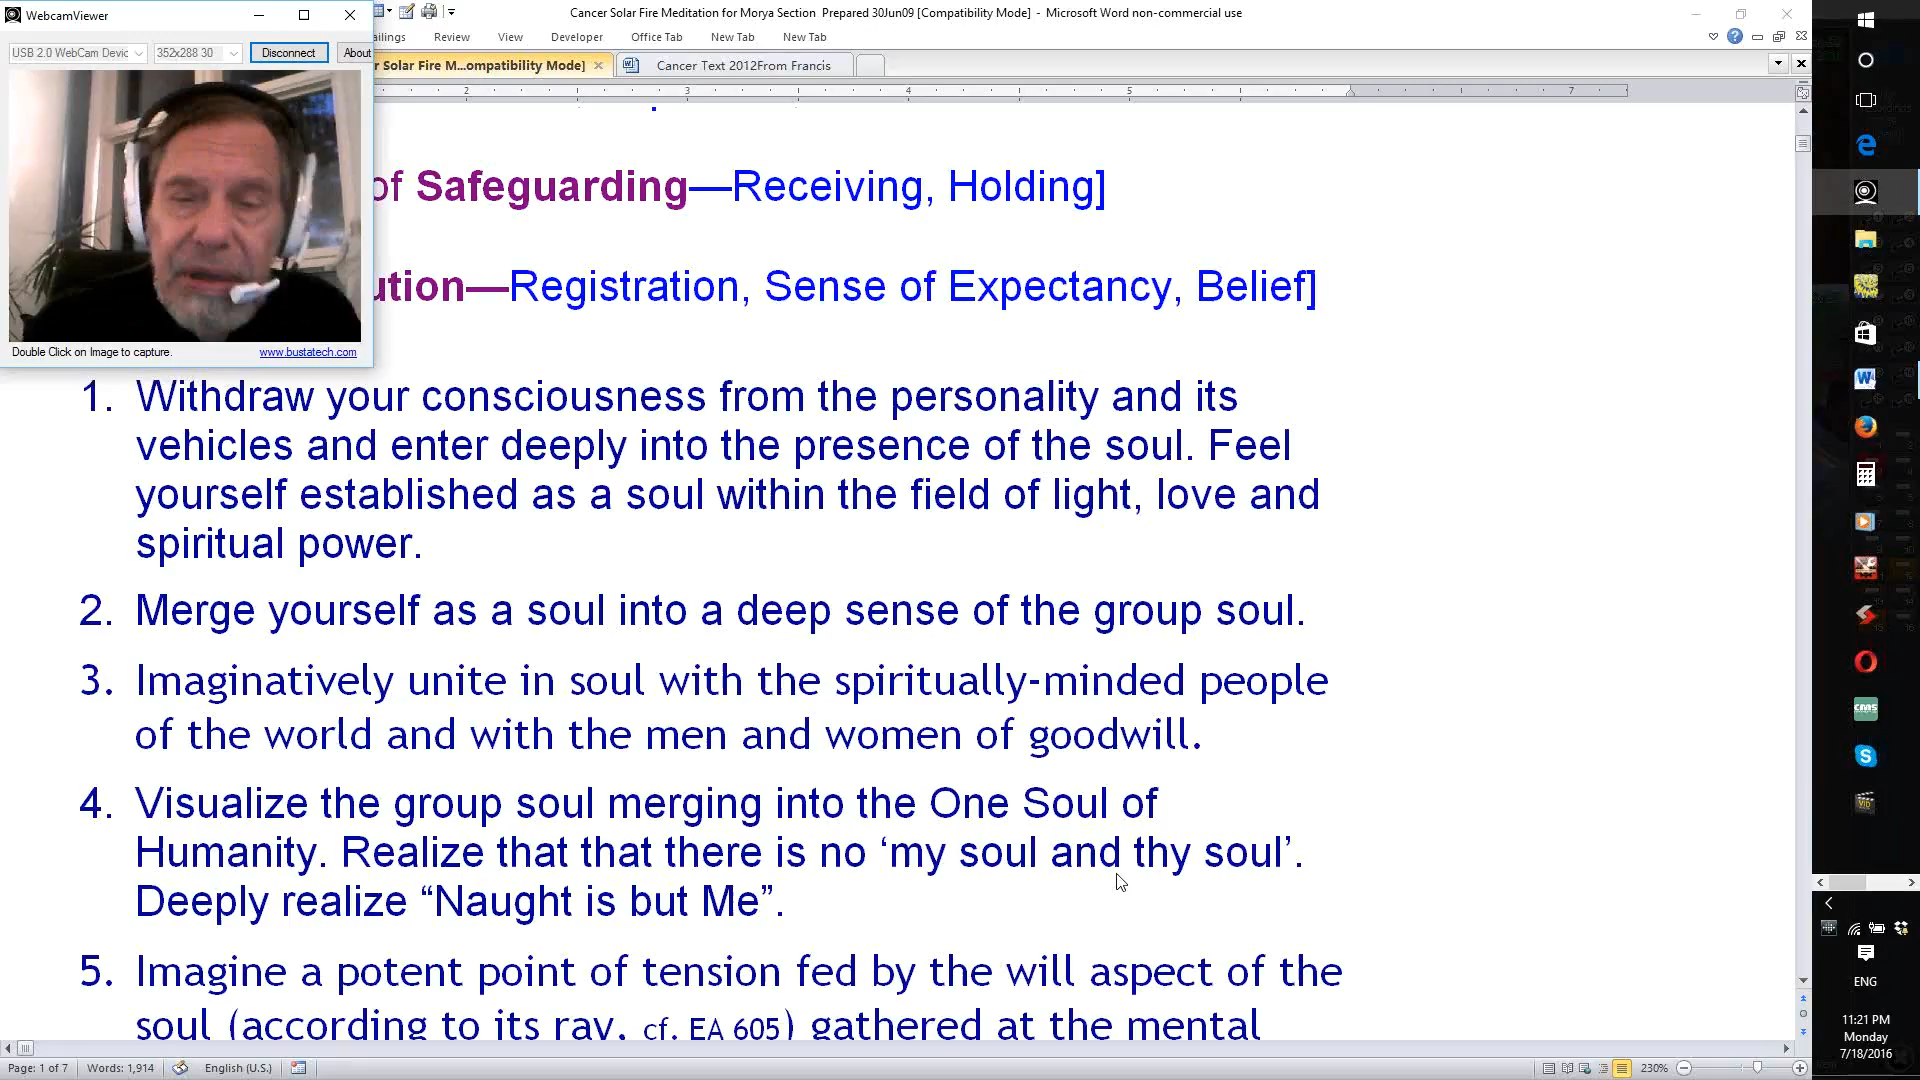 WebcamViewer
Cancer Solar Fire Meditation for Morya Section  Prepared 30Jun09 [Compatibility Mode]  -  Microsoft Word non-commercial use
ailings Review View Developer Office Tab New Tab New Tab
USB 2.0 WebCam Devic 352x288 30 Disconnect About
r Solar Fire M...ompatibility Mode] Cancer Text 2012From Francis
2 3 4 5 7
of Safeguarding—Receiving, Holding]
ution—Registration, Sense of Expectancy, Belief]
Double Click on Image to capture. www.bustatech.com
1. Withdraw your consciousness from the personality and its
vehicles and enter deeply into the presence of the soul. Feel
yourself established as a soul within the field of light, love and
spiritual power.
2. Merge yourself as a soul into a deep sense of the group soul.
3. Imaginatively unite in soul with the spiritually-minded people
of the world and with the men and women of goodwill.
4. Visualize the group soul merging into the One Soul of
Humanity. Realize that that there is no ‘my soul and thy soul’.
Deeply realize “Naught is but Me”.
5. Imagine a potent point of tension fed by the will aspect of the
soul (according to its ray, cf. EA 605) gathered at the mental
Page: 1 of 7 Words: 1,914 English (U.S.) 230%
cms
VID
ENG
11:21 PM
Monday
7/18/2016